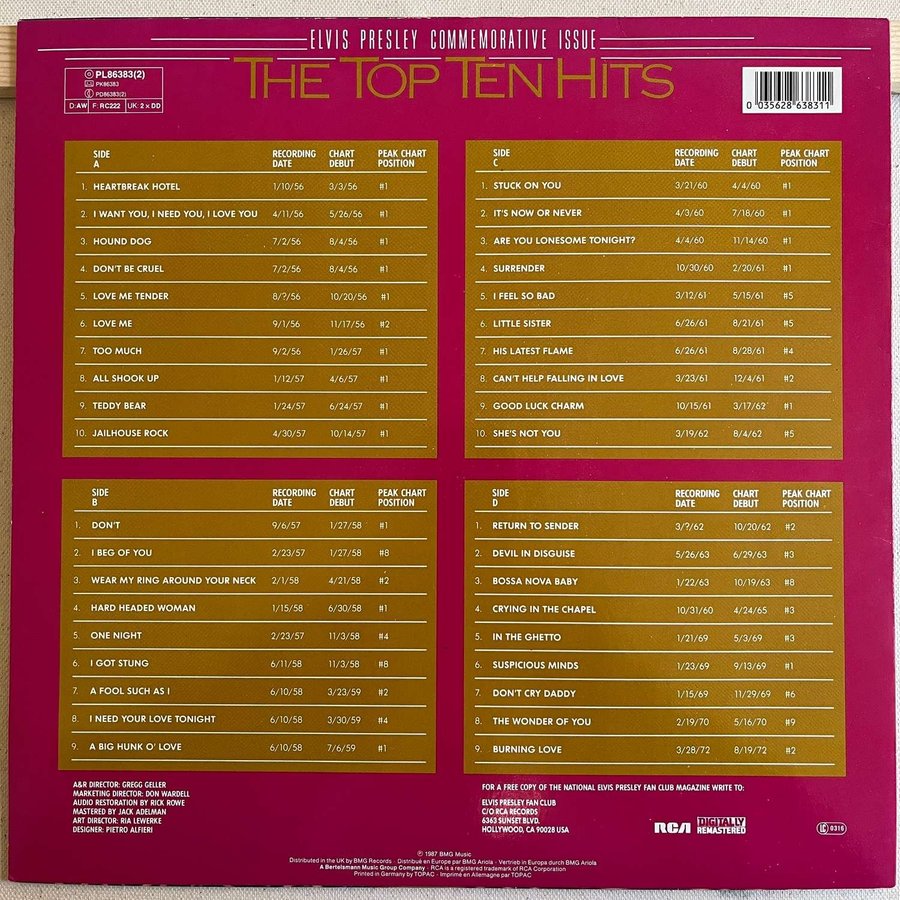 ELVIS PRESLEY COMMEMORATIVE ISSUE
THE TOP TEN HITS
PL86383(2)
PK86383
PD86383(2)
D: AW F: RC222 UK: 2 x DD
0 035628 638311
SIDE A RECORDING DATE CHART DEBUT PEAK CHART POSITION
1. HEARTBREAK HOTEL 1/10/56 3/3/56 #1
2. I WANT YOU, I NEED YOU, I LOVE YOU 4/11/56 5/26/56 #1
3. HOUND DOG 7/2/56 8/4/56 #1
4. DON'T BE CRUEL 7/2/56 8/4/56 #1
5. LOVE ME TENDER 8/?/56 10/20/56 #1
6. LOVE ME 9/1/56 11/17/56 #2
7. TOO MUCH 9/2/56 1/26/57 #1
8. ALL SHOOK UP 1/12/57 4/6/57 #1
9. TEDDY BEAR 1/24/57 6/24/57 #1
10. JAILHOUSE ROCK 4/30/57 10/14/57 #1
SIDE B RECORDING DATE CHART DEBUT PEAK CHART POSITION
1. DON'T 9/6/57 1/27/58 #1
2. I BEG OF YOU 2/23/57 1/27/58 #8
3. WEAR MY RING AROUND YOUR NECK 2/1/58 4/21/58 #2
4. HARD HEADED WOMAN 1/15/58 6/30/58 #1
5. ONE NIGHT 2/23/57 11/3/58 #4
6. I GOT STUNG 6/11/58 11/3/58 #8
7. A FOOL SUCH AS I 6/10/58 3/23/59 #2
8. I NEED YOUR LOVE TONIGHT 6/10/58 3/30/59 #4
9. A BIG HUNK O' LOVE 6/10/58 7/6/59 #1
SIDE C RECORDING DATE CHART DEBUT PEAK CHART POSITION
1. STUCK ON YOU 3/21/60 4/4/60 #1
2. IT'S NOW OR NEVER 4/3/60 7/18/60 #1
3. ARE YOU LONESOME TONIGHT? 4/4/60 11/14/60 #1
4. SURRENDER 10/30/60 2/20/61 #1
5. I FEEL SO BAD 3/12/61 5/15/61 #5
6. LITTLE SISTER 6/26/61 8/21/61 #5
7. HIS LATEST FLAME 6/26/61 8/28/61 #4
8. CAN'T HELP FALLING IN LOVE 3/23/61 12/4/61 #2
9. GOOD LUCK CHARM 10/15/61 3/17/62 #1
10. SHE'S NOT YOU 3/19/62 8/4/62 #5
SIDE D RECORDING DATE CHART DEBUT PEAK CHART POSITION
1. RETURN TO SENDER 3/?/62 10/20/62 #2
2. DEVIL IN DISGUISE 5/26/63 6/29/63 #3
3. BOSSA NOVA BABY 1/22/63 10/19/63 #8
4. CRYING IN THE CHAPEL 10/31/60 4/24/65 #3
5. IN THE GHETTO 1/21/69 5/3/69 #3
6. SUSPICIOUS MINDS 1/23/69 9/13/69 #1
7. DON'T CRY DADDY 1/15/69 11/29/69 #6
8. THE WONDER OF YOU 2/19/70 5/16/70 #9
9. BURNING LOVE 3/28/72 8/19/72 #2
A&R DIRECTOR: GREGG GELLER
MARKETING DIRECTOR: DON WARDELL
AUDIO RESTORATION BY RICK ROWE
MASTERED BY JACK ADELMAN
ART DIRECTOR: RIA LEWERKE
DESIGNER: PIETRO ALFIERI
FOR A FREE COPY OF THE NATIONAL ELVIS PRESLEY FAN CLUB MAGAZINE WRITE TO:
ELVIS PRESLEY FAN CLUB
C/O RCA RECORDS
6363 SUNSET BLVD.
HOLLYWOOD, CA 90028 USA
RCA
DIGITALLY
REMASTERED
LC 0316
℗ 1987 BMG Music
Distributed in the UK by BMG Records · Distribué en Europe par BMG Ariola · Vertrieb in Europa durch BMG Ariola
A Bertelsmann Music Group Company · RCA is a registered trademark of RCA Corporation
Printed in Germany by TOPAC · Imprimé en Allemagne par TOPAC